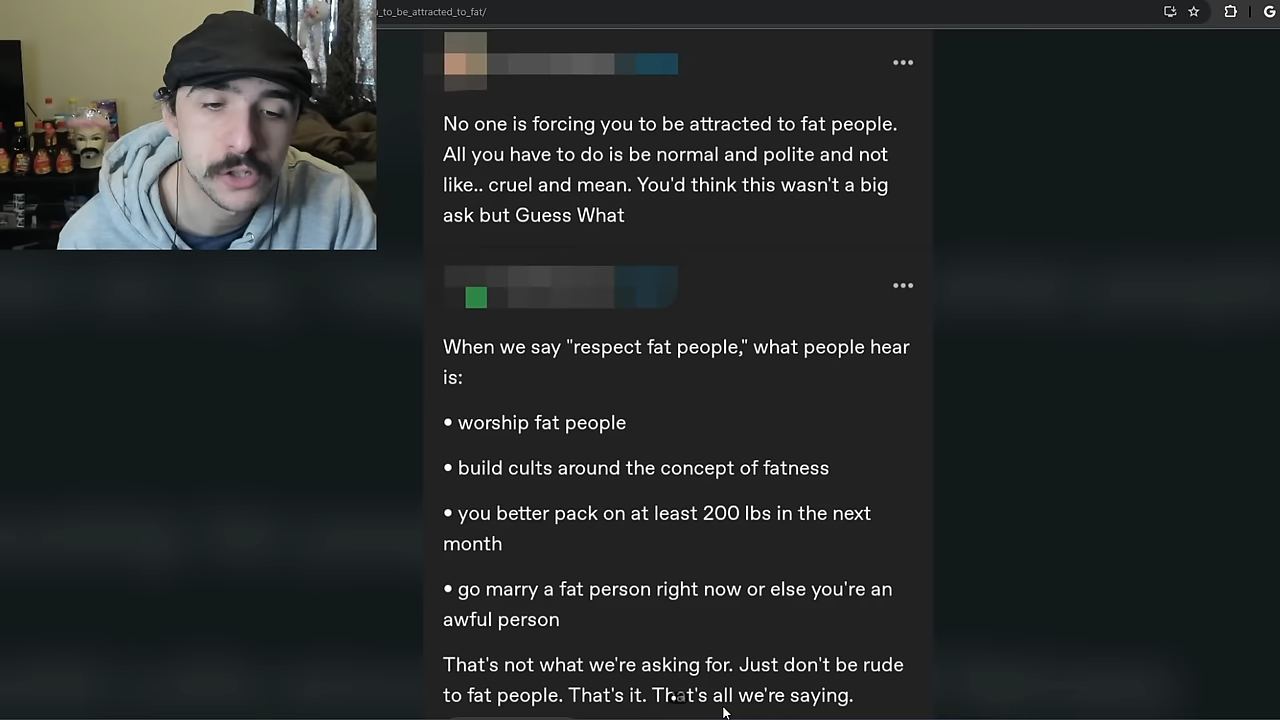 _to_be_attracted_to_fat/
No one is forcing you to be attracted to fat people.
All you have to do is be normal and polite and not
like.. cruel and mean. You'd think this wasn't a big
ask but Guess What
When we say "respect fat people," what people hear
is:
• worship fat people
• build cults around the concept of fatness
• you better pack on at least 200 lbs in the next
month
• go marry a fat person right now or else you're an
awful person
That's not what we're asking for. Just don't be rude
to fat people. That's it. That's all we're saying.